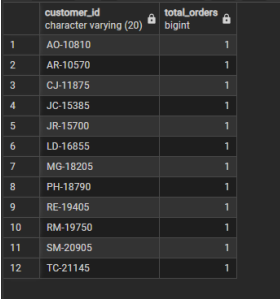 customer_id total_orders
character varying (20) bigint
1 AO-10810 1
2 AR-10570 1
3 CJ-11875 1
4 JC-15385 1
5 JR-15700 1
6 LD-16855 1
7 MG-18205 1
8 PH-18790 1
9 RE-19405 1
10 RM-19750 1
11 SM-20905 1
12 TC-21145 1